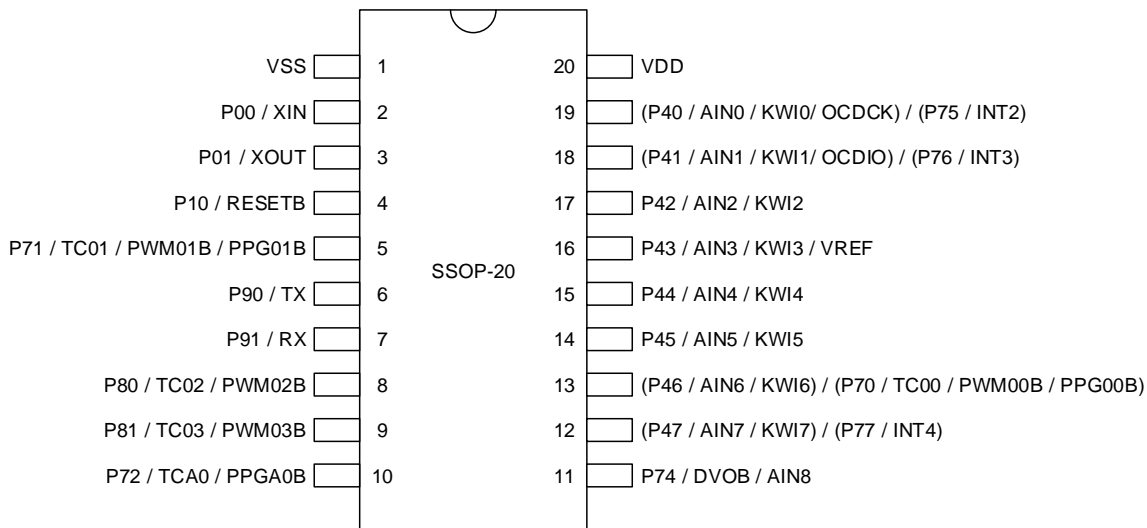 VSS 1 20 VDD
P00 / XIN 2 19 (P40 / AIN0 / KWI0/ OCDCK) / (P75 / INT2)
P01 / XOUT 3 18 (P41 / AIN1 / KWI1/ OCDIO) / (P76 / INT3)
P10 / RESETB 4 17 P42 / AIN2 / KWI2
P71 / TC01 / PWM01B / PPG01B 5 16 P43 / AIN3 / KWI3 / VREF
SSOP-20
P90 / TX 6 15 P44 / AIN4 / KWI4
P91 / RX 7 14 P45 / AIN5 / KWI5
P80 / TC02 / PWM02B 8 13 (P46 / AIN6 / KWI6) / (P70 / TC00 / PWM00B / PPG00B)
P81 / TC03 / PWM03B 9 12 (P47 / AIN7 / KWI7) / (P77 / INT4)
P72 / TCA0 / PPGA0B 10 11 P74 / DVOB / AIN8